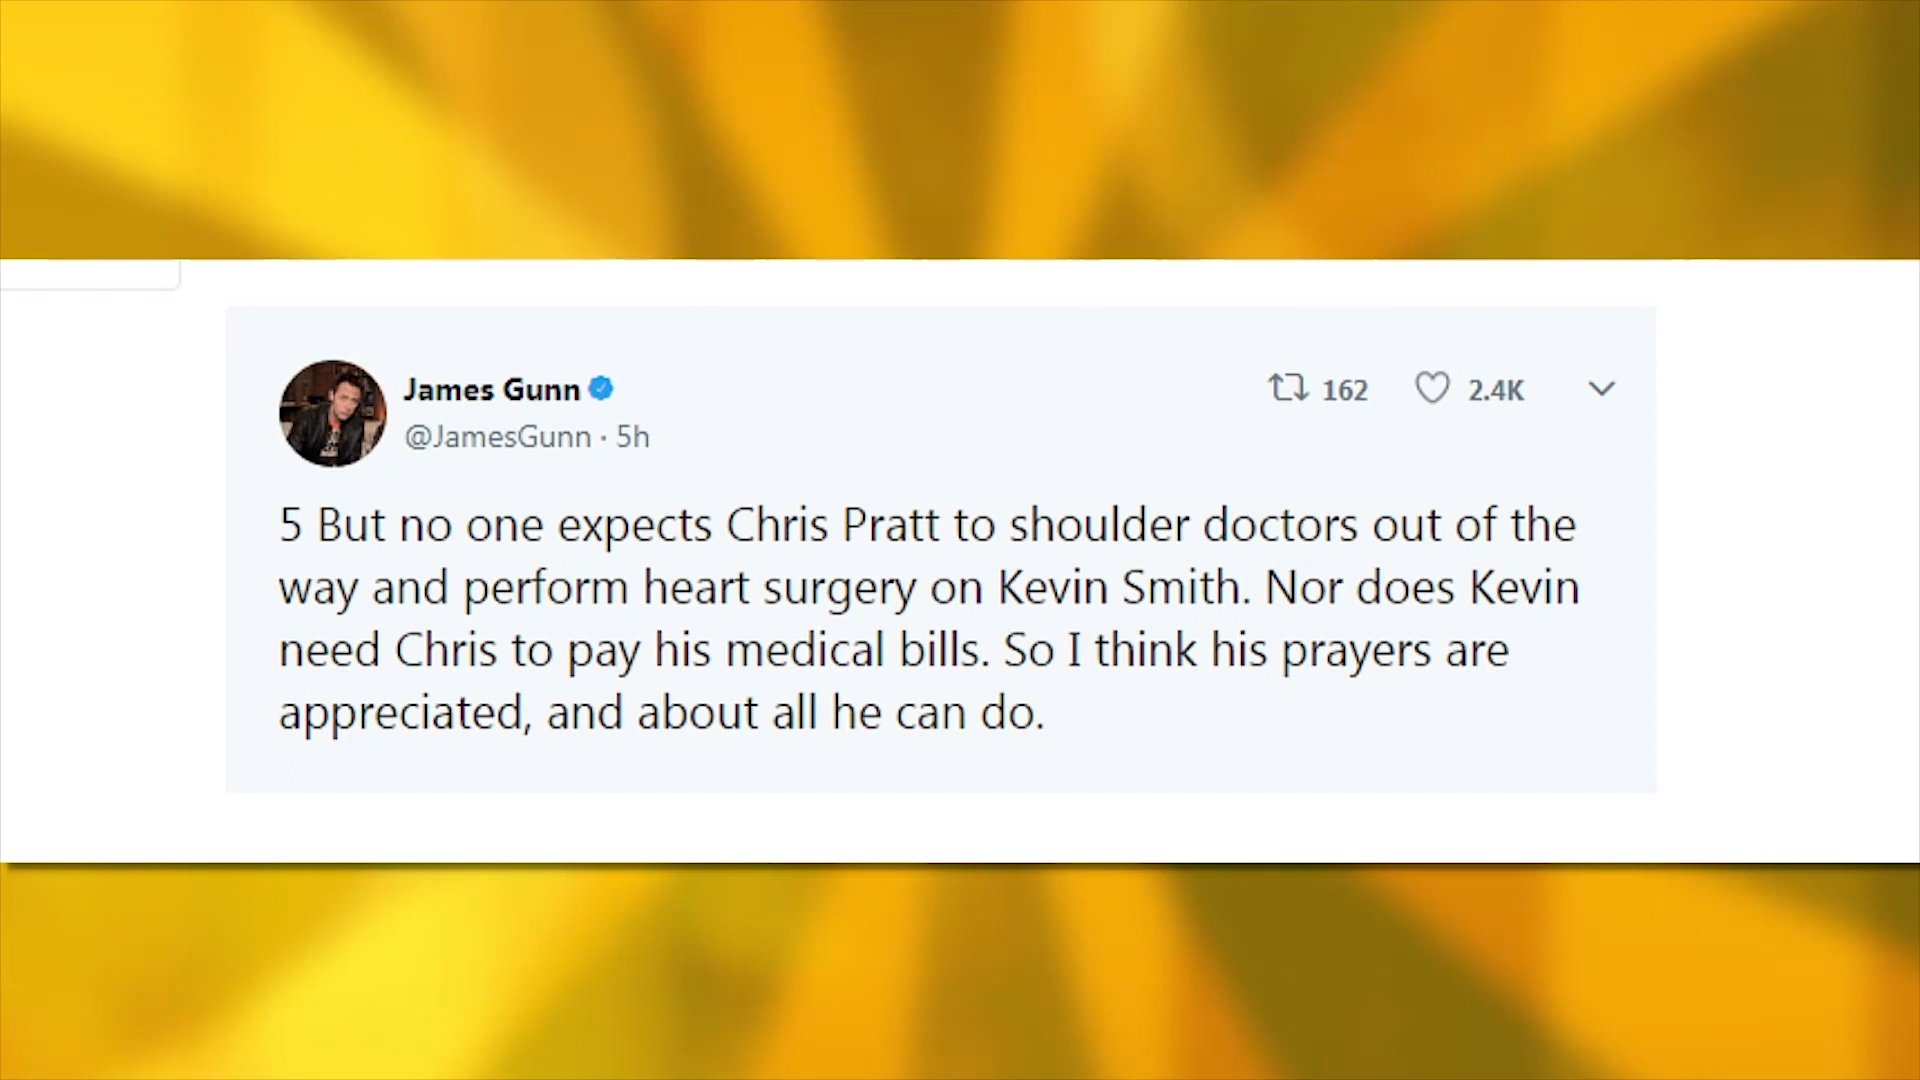 James Gunn
162
2.4K
@JamesGunn · 5h
5 But no one expects Chris Pratt to shoulder doctors out of the
way and perform heart surgery on Kevin Smith. Nor does Kevin
need Chris to pay his medical bills. So I think his prayers are
appreciated, and about all he can do.